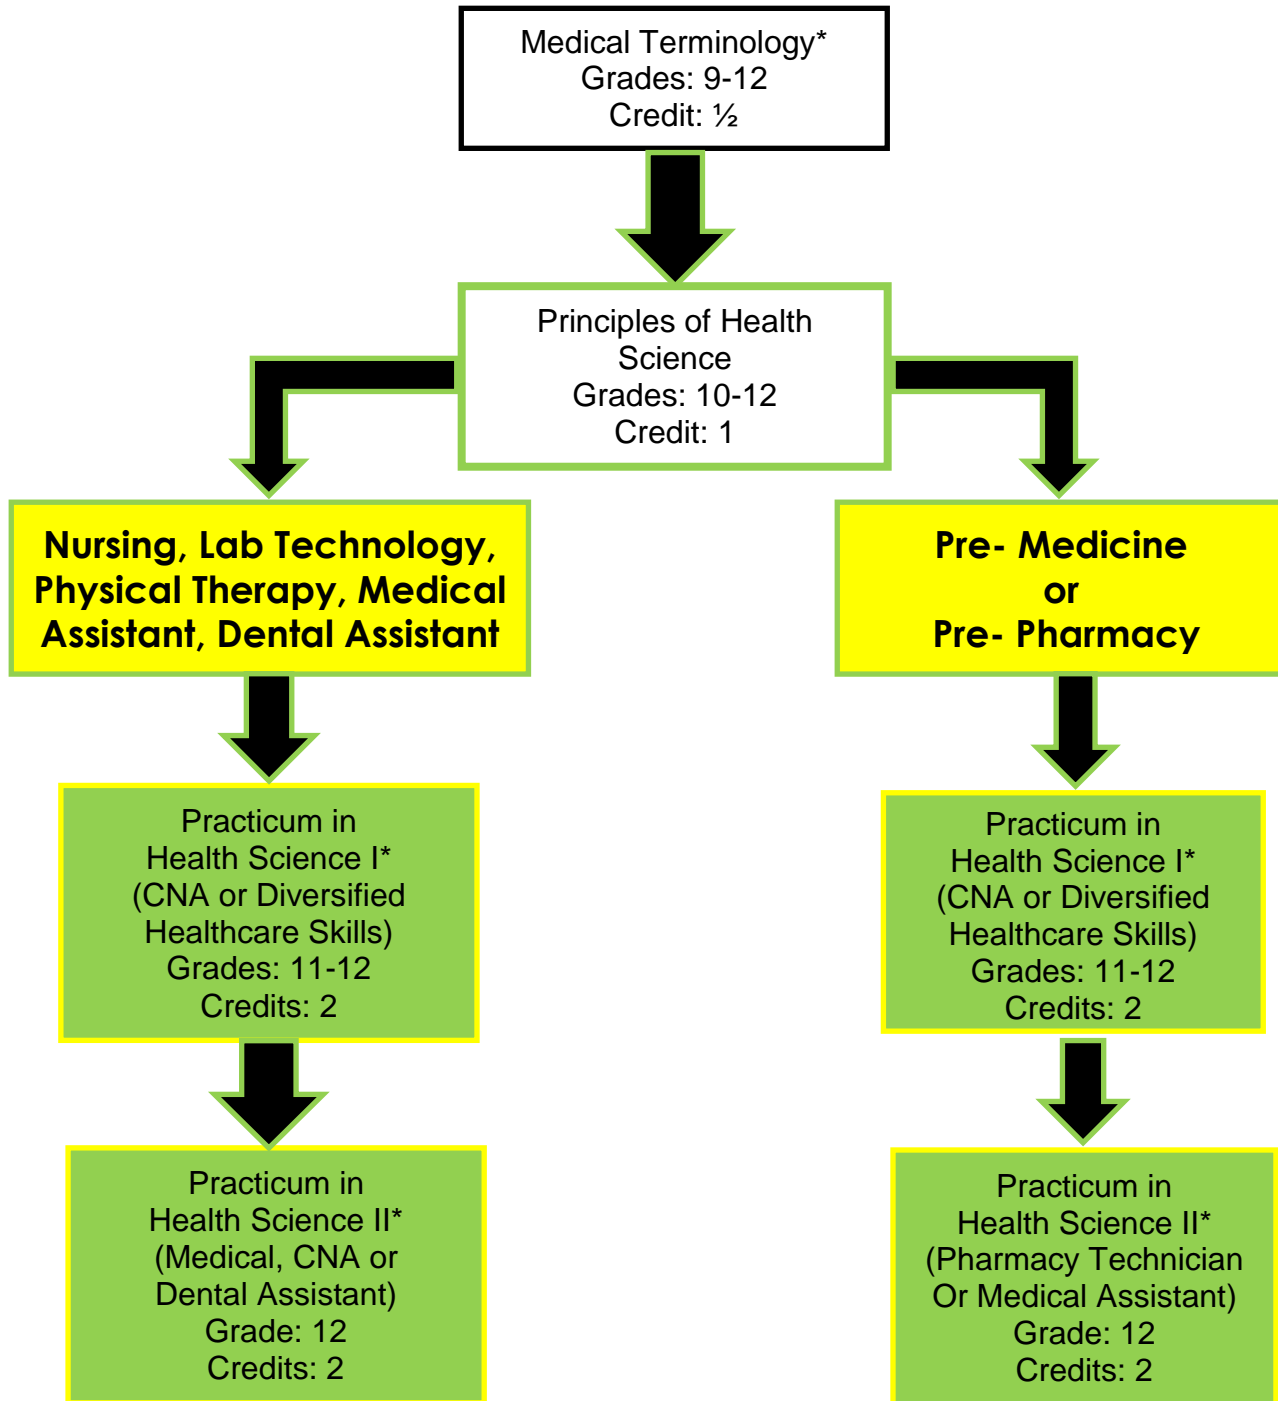 Medical Terminology*
Grades: 9-12
Credit: ½
Principles of Health
Science
Grades: 10-12
Credit: 1
Nursing, Lab Technology,
Physical Therapy, Medical
Assistant, Dental Assistant
Pre- Medicine
or
Pre- Pharmacy
Practicum in
Health Science I*
(CNA or Diversified
Healthcare Skills)
Grades: 11-12
Credits: 2
Practicum in
Health Science I*
(CNA or Diversified
Healthcare Skills)
Grades: 11-12
Credits: 2
Practicum in
Health Science II*
(Medical, CNA or
Dental Assistant)
Grade: 12
Credits: 2
Practicum in
Health Science II*
(Pharmacy Technician
Or Medical Assistant)
Grade: 12
Credits: 2